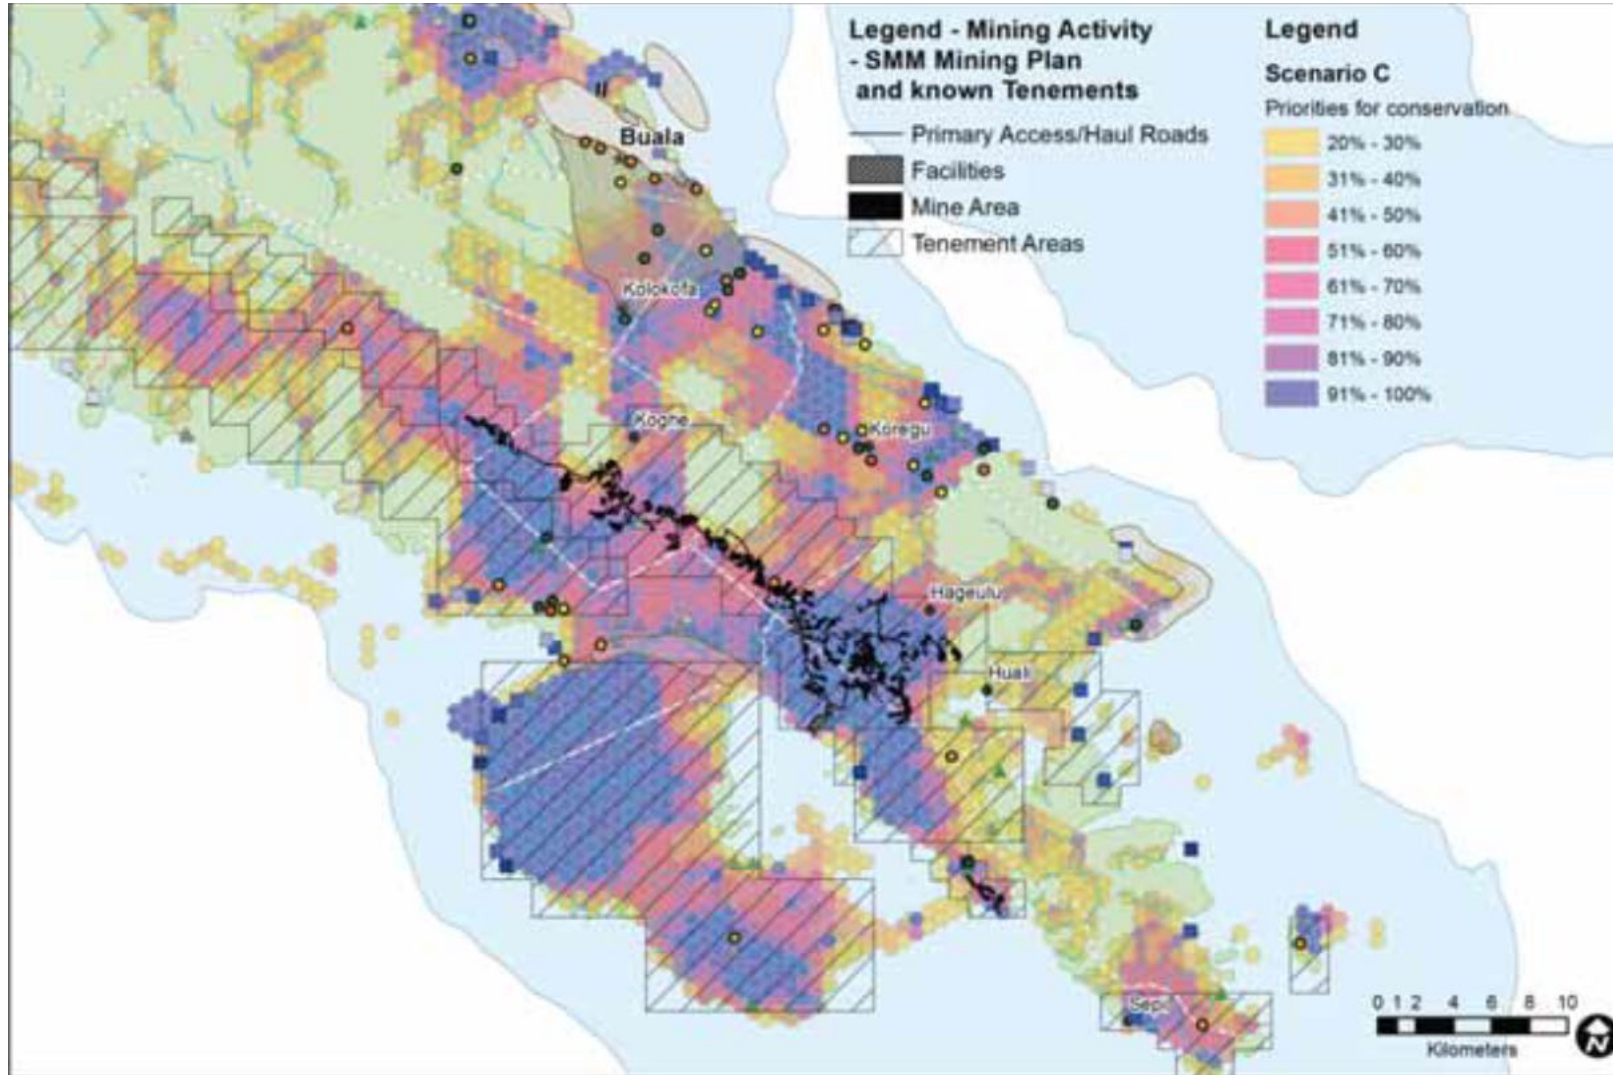 Legend - Mining Activity
- SMM Mining Plan
and known Tenements
Primary Access/Haul Roads
Facilities
Mine Area
Tenement Areas
Legend
Scenario C
Priorities for conservation
20% - 30%
31% - 40%
41% - 50%
51% - 60%
61% - 70%
71% - 80%
81% - 90%
91% - 100%
Buala
Kolokofa
Koghe
Koregu
Hageulu
Huali
Sepi
0 1 2 4 6 8 10
Kilometers
N